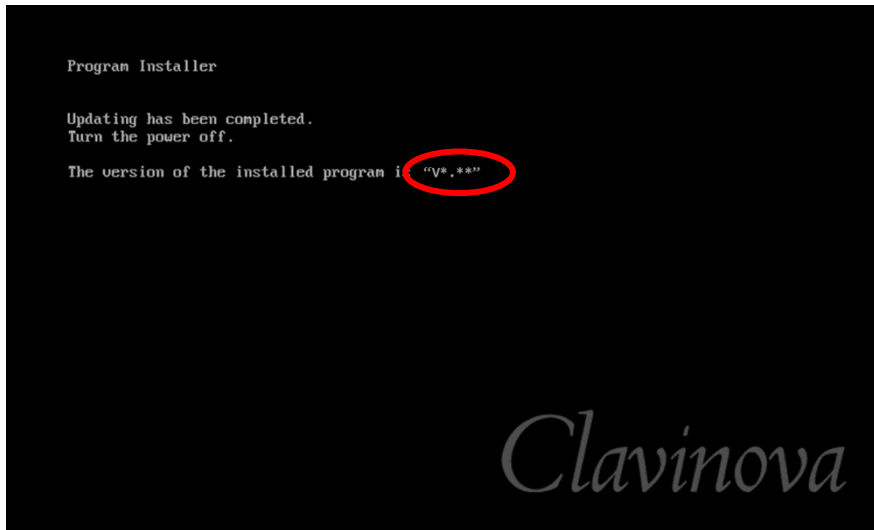 Program Installer
Updating has been completed.
Turn the power off.
The version of the installed program is “V*.**”
Clavinova